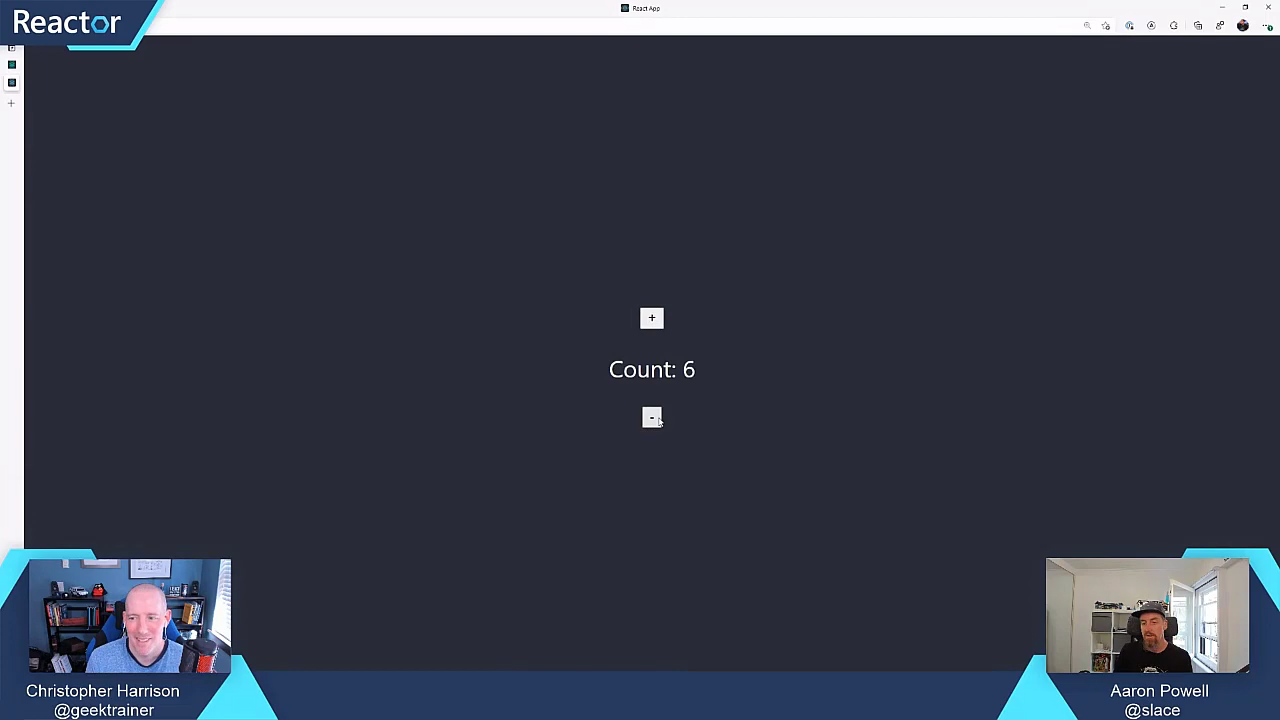 Reactor
React App
+
Count: 6
-
Christopher Harrison
@geektrainer
Aaron Powell
@slace